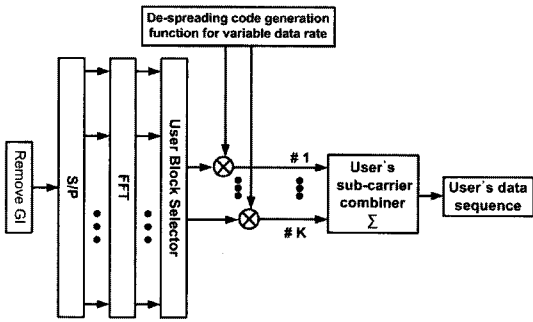 De-spreading code generation
function for variable data rate
Remove GI
S/P
FFT
User Block Selector
# 1
# K
User's
sub-carrier
combiner
Σ
User's data
sequence